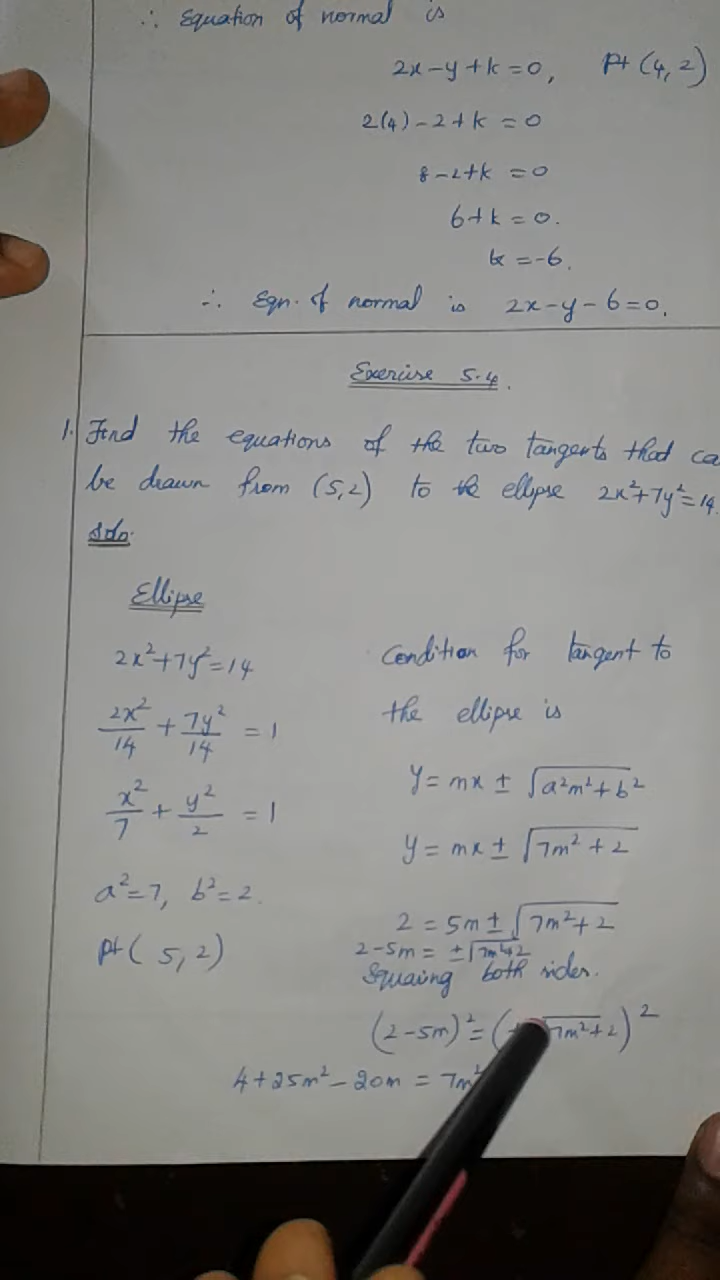 ∴ Equation of normal is
2x-y+k=0, Pt (4,2)
2(4)-2+k=0
8-2+k=0
6+k=0.
k=-6.
∴ Eqn. of normal is 2x-y-6=0.
Exercise 5.4.
1. Find the equations of the two tangents that ca
be drawn from (5,2) to the ellipse 2x²+7y²=14.
Soln.
Ellipse
2x²+7y²=14
2x²/14 + 7y²/14 = 1
x²/7 + y²/2 = 1
a²=7, b²=2.
Pt (5,2)
Condition for tangent to
the ellipse is
y = mx ± √a²m²+b²
y = mx ± √7m²+2
2 = 5m ± √7m²+2
2-5m = ±√7m²+2
Squaing both sides.
(2-5m)² = ( √7m²+2)²
4+25m²-20m = 7m²